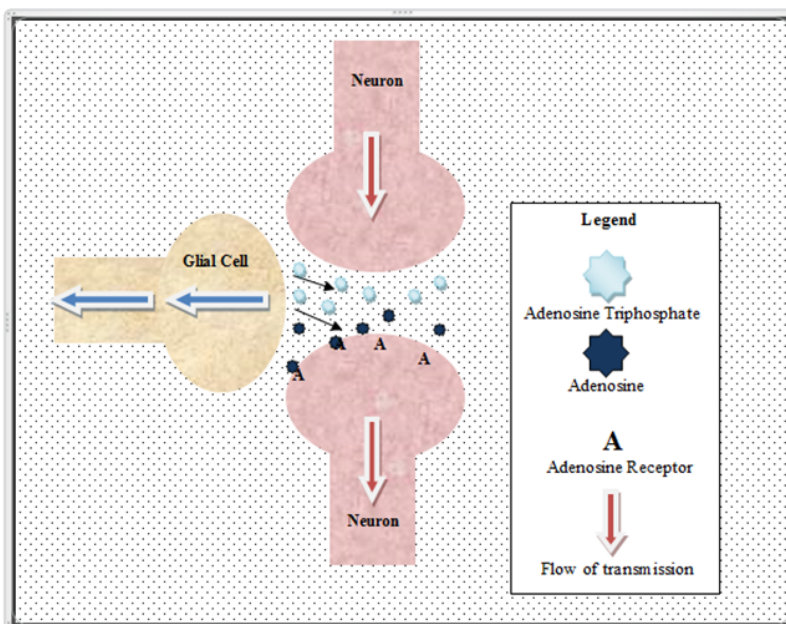 Neuron
Glial Cell
A
A
A
A
Neuron
Legend
Adenosine Triphosphate
Adenosine
A
Adenosine Receptor
Flow of transmission